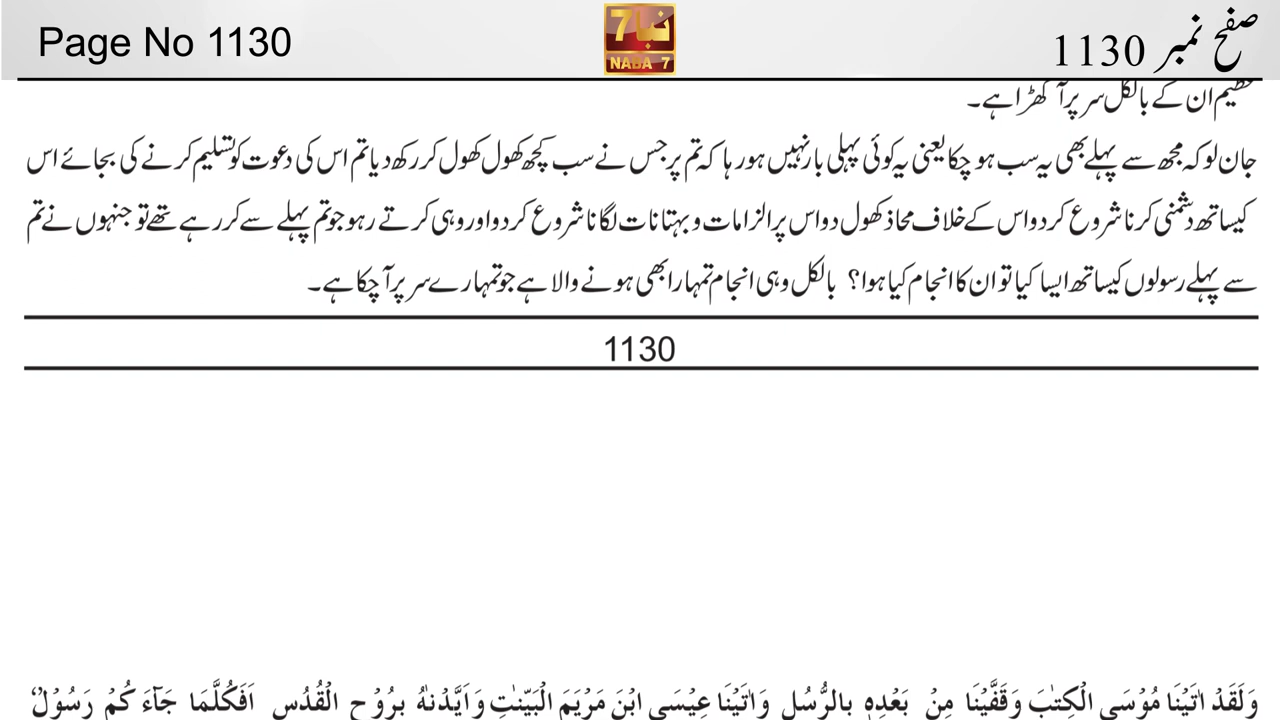 Page No 1130
نبا 7
NABA 7
صفح نمبر 1130
عظیم ان کے بالکل سر پر آ کھڑا ہے۔
جان لو کہ مجھ سے پہلے بھی یہ سب ہو چکا یعنی یہ کوئی پہلی بار نہیں ہو رہا کہ تم پر جس نے سب کچھ کھول کھول کر رکھ دیا تم اس کی دعوت کو تسلیم کرنے کی بجائے اس
کیساتھ دشمنی کرنا شروع کر دو اس کے خلاف محاذ کھول دو اس پر الزامات و بہتانات لگانا شروع کر دو اور وہی کرتے رہو جو تم پہلے سے کر رہے تھے تو جنہوں نے تم
سے پہلے رسولوں کیساتھ ایسا کیا تو ان کا انجام کیا ہوا؟ بالکل وہی انجام تمہارا بھی ہونے والا ہے جو تمہارے سر پر آ چکا ہے۔
1130
وَلَقَدْ اٰتَيْنَا مُوْسَى الْكِتٰبَ وَقَفَّيْنَا مِنْ بَعْدِهٖ بِالرُّسُلِ وَاٰتَيْنَا عِيْسَى ابْنَ مَرْيَمَ الْبَيِّنٰتِ وَاَيَّدْنٰهُ بِرُوْحِ الْقُدُسِ اَفَكُلَّمَا جَآءَ كُمْ رَسُوْلٌ